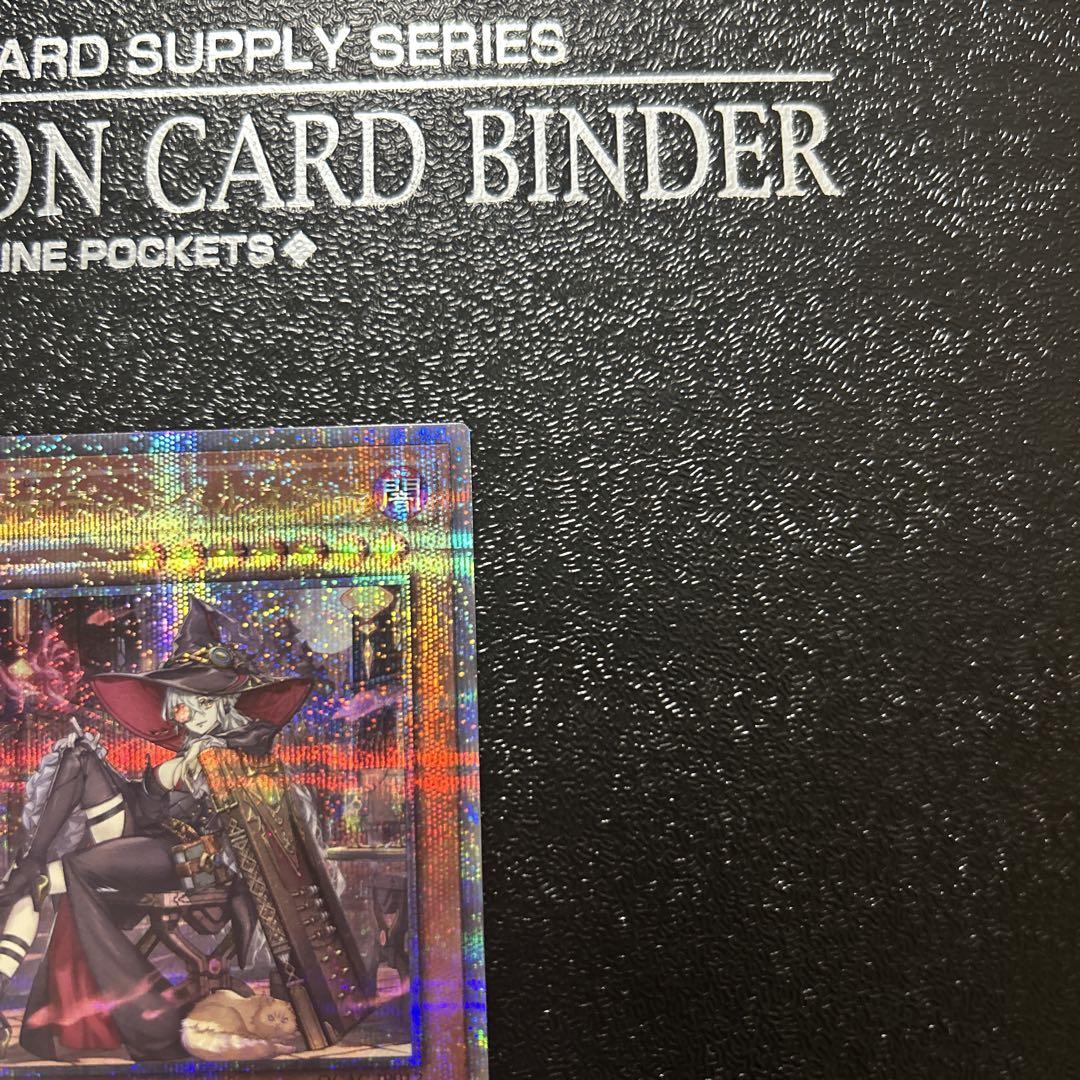 ARD SUPPLY SERIES
ON CARD BINDER
INE POCKETS
闇